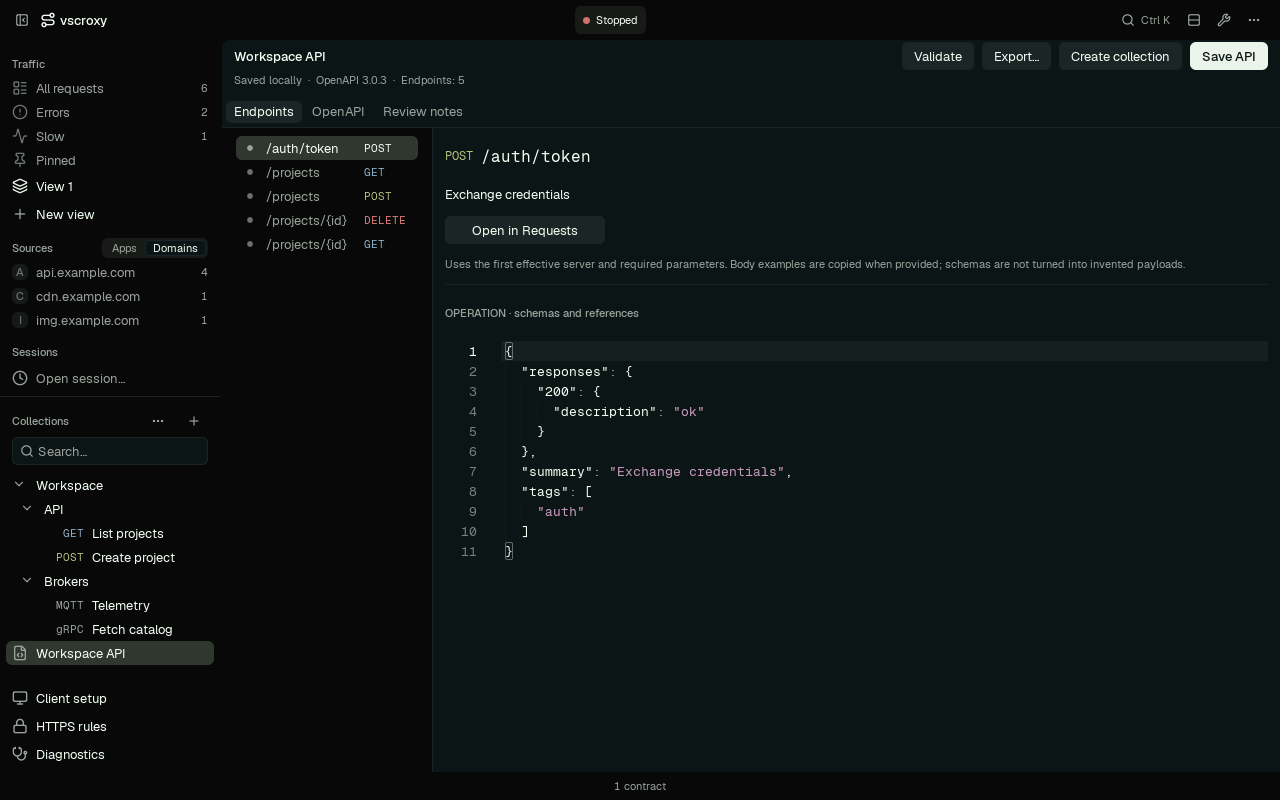 vscroxy
Stopped
Ctrl K
Traffic
All requests 6
Errors 2
Slow 1
Pinned
View 1
New view
Sources Apps Domains
A api.example.com 4
C cdn.example.com 1
I img.example.com 1
Sessions
Open session…
Collections
Search…
Workspace
API
GET List projects
POST Create project
Brokers
MQTT Telemetry
gRPC Fetch catalog
Workspace API
Client setup
HTTPS rules
Diagnostics
Workspace API
Validate Export… Create collection Save API
Saved locally · OpenAPI 3.0.3 · Endpoints: 5
Endpoints OpenAPI Review notes
/auth/token POST
/projects GET
/projects POST
/projects/{id} DELETE
/projects/{id} GET
POST /auth/token
Exchange credentials
Open in Requests
Uses the first effective server and required parameters. Body examples are copied when provided; schemas are not turned into invented payloads.
OPERATION · schemas and references
1 {
2 "responses": {
3 "200": {
4 "description": "ok"
5 }
6 },
7 "summary": "Exchange credentials",
8 "tags": [
9 "auth"
10 ]
11 }
1 contract